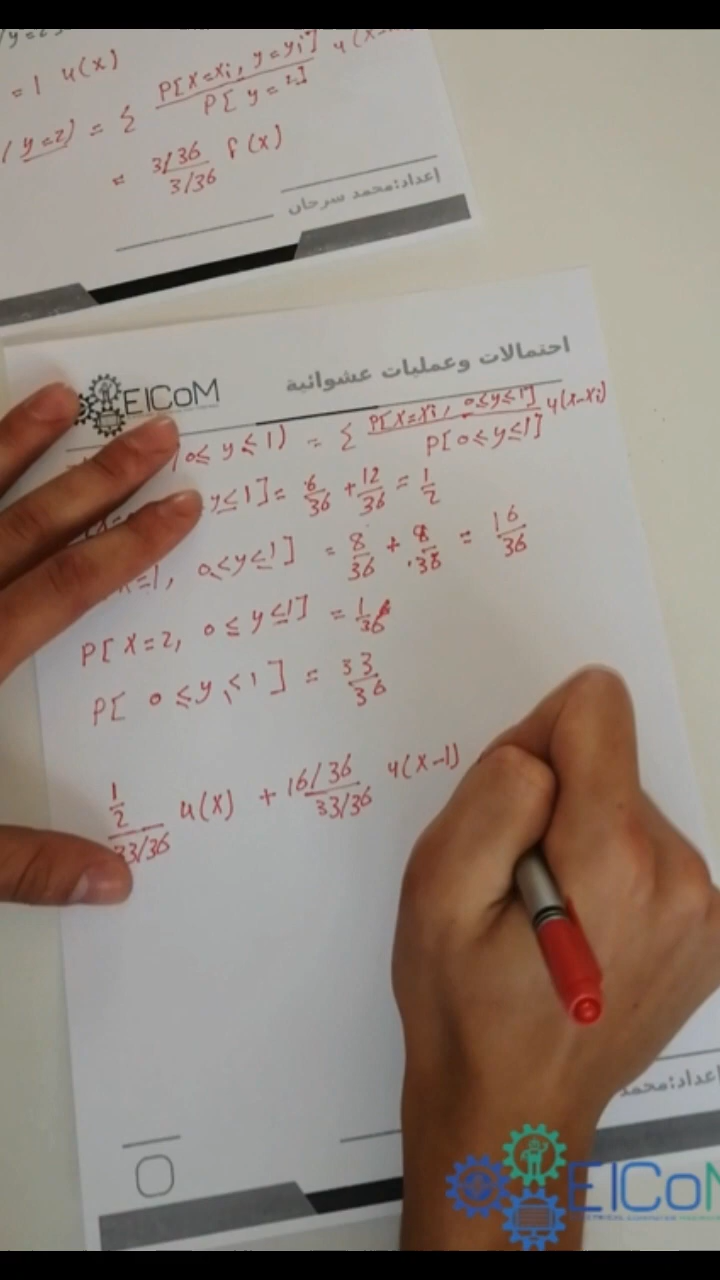 = 1 u(x)
(y=2) = Σ P[X=xi, y=yi] / P[y=2]
= 3/36 / 3/36 f(x)
إعداد:محمد سرحان
احتمالات وعمليات عشوائية
EICoM
(0≤ y ≤ 1) = Σ P[X=xi, 0≤y≤1] / P[0≤y≤1] u(x-xi)
y≤1] = 6/36 + 12/36 = 1/2
=1, 0≤y≤1] = 8/36 + 8/36 = 16/36
P[X=2, 0≤y≤1] = 1/36
P[0≤y≤1] = 33/36
1/2 / 33/36 u(x) + 16/36 / 33/36 u(x-1)
إعداد:محمد
EICoM